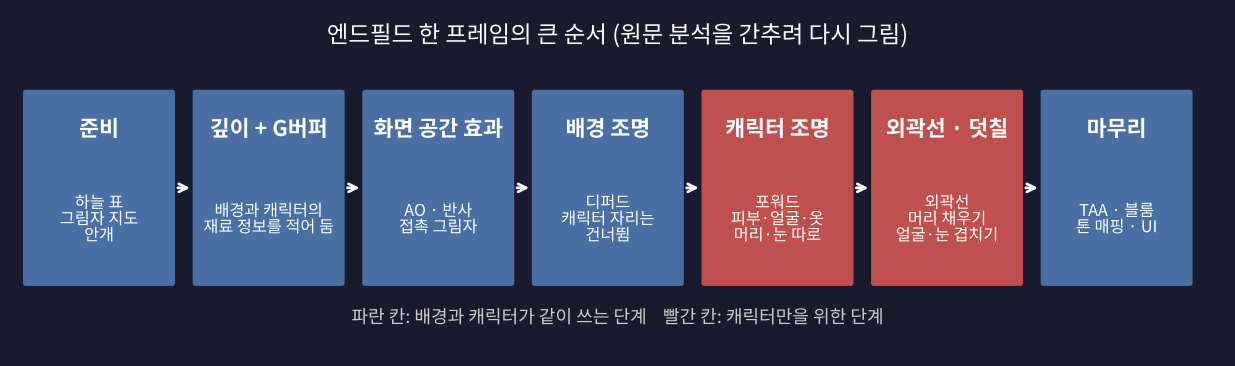 엔드필드 한 프레임의 큰 순서 (원문 분석을 간추려 다시 그림)
준비
하늘 표
그림자 지도
안개
깊이 + G버퍼
배경과 캐릭터의
재료 정보를 적어 둠
화면 공간 효과
AO · 반사
접촉 그림자
배경 조명
디퍼드
캐릭터 자리는
건너뜀
캐릭터 조명
포워드
피부·얼굴·옷
머리·눈 따로
외곽선 · 덧칠
외곽선
머리 채우기
얼굴·눈 겹치기
마무리
TAA · 블룸
톤 매핑 · UI
파란 칸: 배경과 캐릭터가 같이 쓰는 단계 빨간 칸: 캐릭터만을 위한 단계